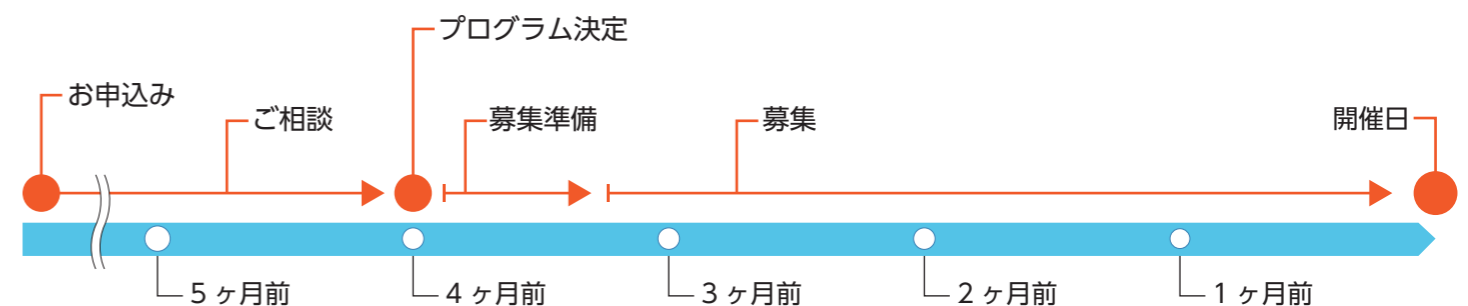 プログラム決定
お申込み
ご相談
募集準備
募集
開催日
5 ヶ月前
4 ヶ月前
3 ヶ月前
2 ヶ月前
1 ヶ月前